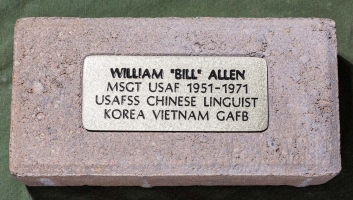 WILLIAM "BILL" ALLEN
MSGT USAF 1951-1971
USAFSS CHINESE LINGUIST
KOREA VIETNAM GAFB